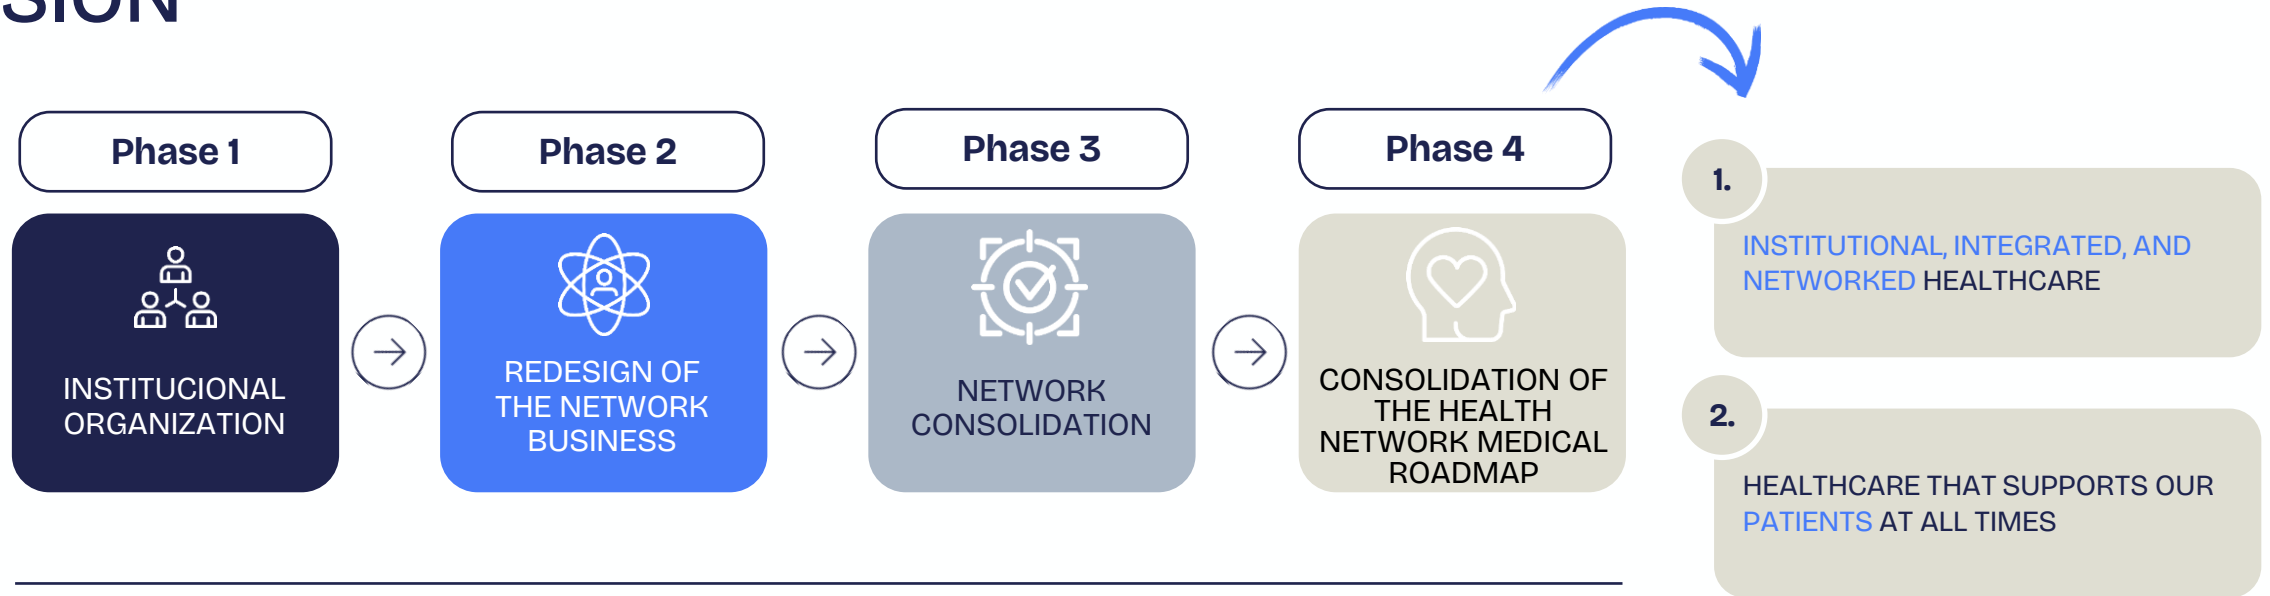 SION
Phase 1
INSTITUCIONAL
ORGANIZATION
Phase 2
REDESIGN OF
THE NETWORK
BUSINESS
Phase 3
NETWORK
CONSOLIDATION
Phase 4
CONSOLIDATION OF
THE HEALTH
NETWORK MEDICAL
ROADMAP
1.
INSTITUTIONAL, INTEGRATED, AND
NETWORKED HEALTHCARE
2.
HEALTHCARE THAT SUPPORTS OUR
PATIENTS AT ALL TIMES